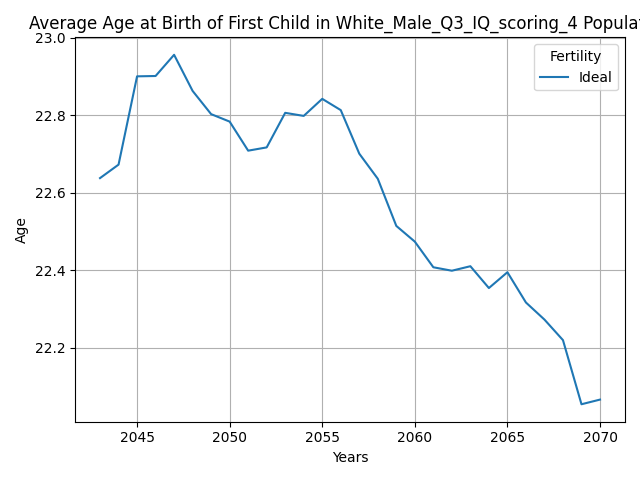 Average Age at Birth of First Child in White_Male_Q3_IQ_scoring_4
23.0
22.8
22.6
22.4
22.2
Age
Fertility
Ideal
2045 2050 2055 2060 2065 2070
Years